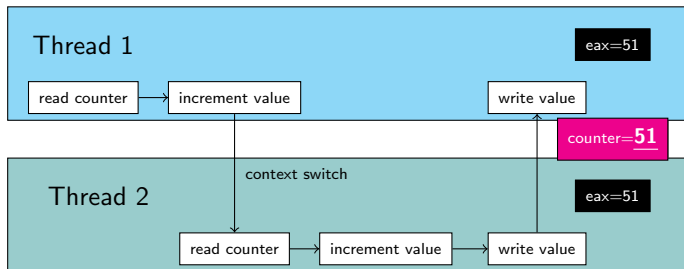 Thread 1
eax=51
read counter
increment value
write value
counter=51
context switch
Thread 2
eax=51
read counter
increment value
write value